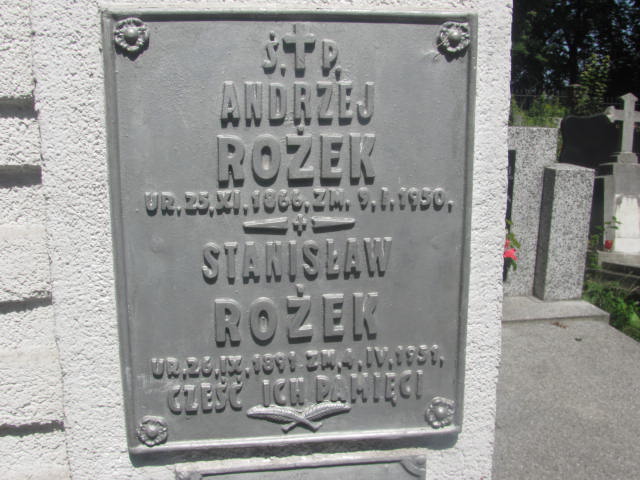 Ś. P.
ANDRZEJ
ROŻEK
UR. 25. XI. 1866. ZM. 9. I. 1950.
STANISŁAW
ROŻEK
UR. 26. IX. 1891 ZM. 4. IV. 1951.
CZEŚĆ ICH PAMIĘCI